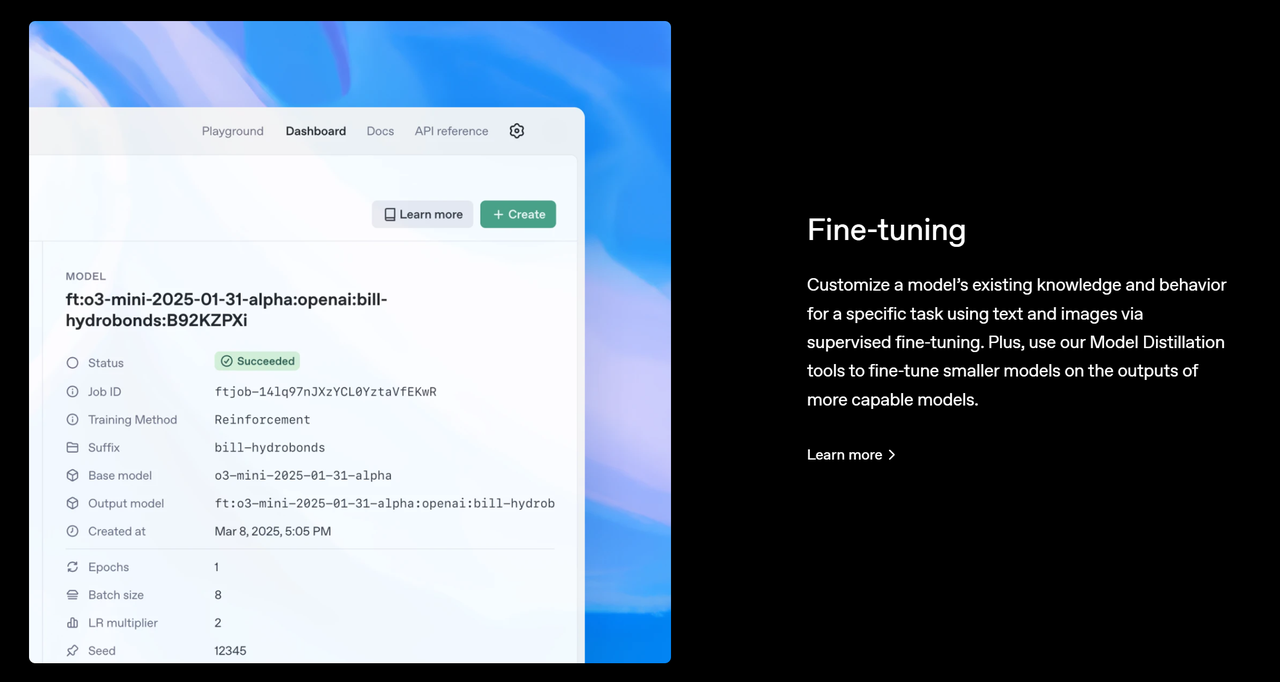 Playground Dashboard Docs API reference
Learn more + Create
MODEL
ft:o3-mini-2025-01-31-alpha:openai:bill-
hydrobonds:B92KZPXi
Status Succeeded
Job ID ftjob-14lq97nJXzYCL0YztaVfEKwR
Training Method Reinforcement
Suffix bill-hydrobonds
Base model o3-mini-2025-01-31-alpha
Output model ft:o3-mini-2025-01-31-alpha:openai:bill-hydrob
Created at Mar 8, 2025, 5:05 PM
Epochs 1
Batch size 8
LR multiplier 2
Seed 12345
Fine-tuning
Customize a model’s existing knowledge and behavior
for a specific task using text and images via
supervised fine-tuning. Plus, use our Model Distillation
tools to fine-tune smaller models on the outputs of
more capable models.
Learn more >